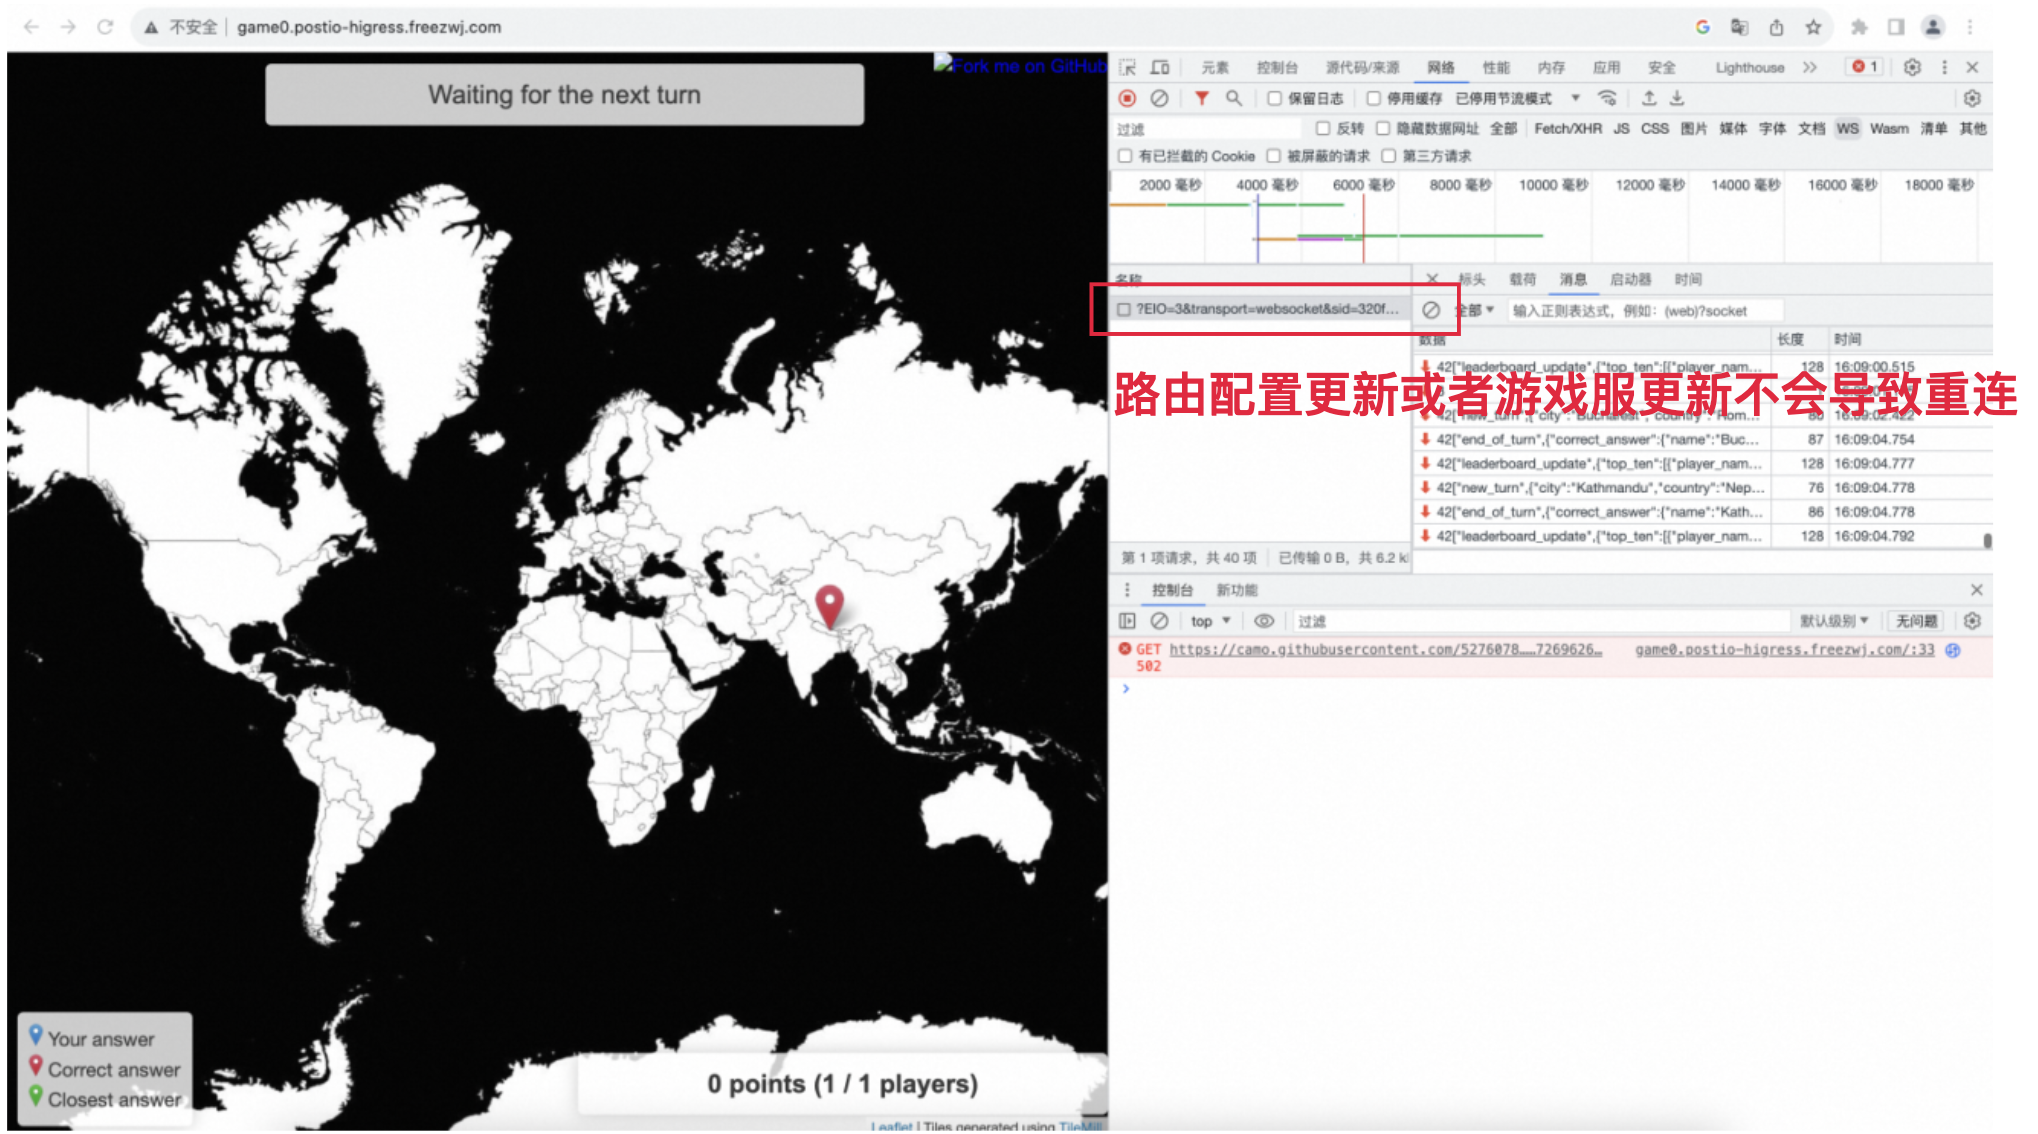 不安全 game0.postio-higress.freezwj.com
Fork me on GitHub
Waiting for the next turn
Your answer
Correct answer
Closest answer
0 points (1 / 1 players)
Leaflet | Tiles generated using TileMill
元素 控制台 源代码/来源 网络 性能 内存 应用 安全 Lighthouse 1
保留日志 停用缓存 已停用节流模式
过滤 反转 隐藏数据网址 全部 Fetch/XHR JS CSS 图片 媒体 字体 文档 WS Wasm 清单 其他
有已拦截的 Cookie 被屏蔽的请求 第三方请求
2000 毫秒 4000 毫秒 6000 毫秒 8000 毫秒 10000 毫秒 12000 毫秒 14000 毫秒 16000 毫秒 18000 毫秒
名称
?EIO=3&transport=websocket&sid=320f...
标头 载荷 消息 启动器 时间
全部 输入正则表达式，例如：(web)?socket
数据 长度 时间
42["leaderboard_update",{"top_ten":[{"player_nam... 128 16:09:00.515
路由配置更新或者游戏服更新不会导致重连
42["new_turn",{"city":"Bucharest","country":"Rom... 80 16:09:02.422
42["end_of_turn",{"correct_answer":{"name":"Buc... 87 16:09:04.754
42["leaderboard_update",{"top_ten":[{"player_nam... 128 16:09:04.777
42["new_turn",{"city":"Kathmandu","country":"Nep... 76 16:09:04.778
42["end_of_turn",{"correct_answer":{"name":"Kath... 86 16:09:04.778
42["leaderboard_update",{"top_ten":[{"player_nam... 128 16:09:04.792
第 1 项请求，共 40 项 已传输 0 B，共 6.2 k
控制台 新功能
top 过滤 默认级别 无问题
GET https://camo.githubusercontent.com/5276078……7269626… game0.postio-higress.freezwj.com/:33
502